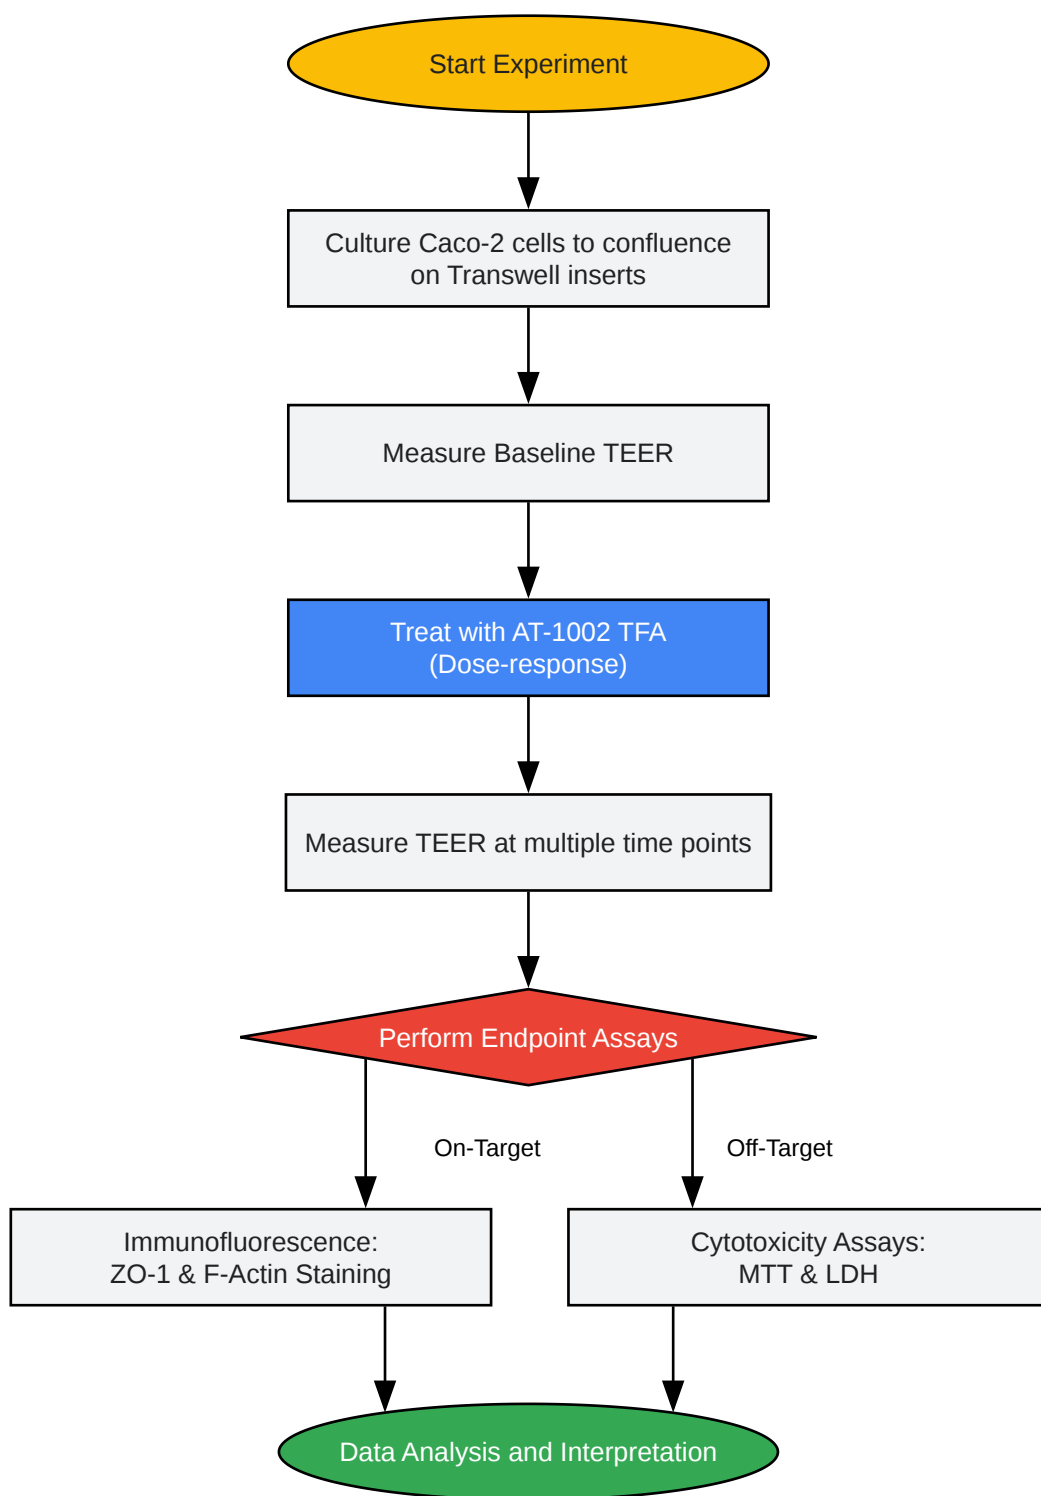 Start Experiment
Culture Caco-2 cells to confluence
on Transwell inserts
Measure Baseline TEER
Treat with AT-1002 TFA
(Dose-response)
Measure TEER at multiple time points
Perform Endpoint Assays
On-Target
Off-Target
Immunofluorescence:
ZO-1 & F-Actin Staining
Cytotoxicity Assays:
MTT & LDH
Data Analysis and Interpretation